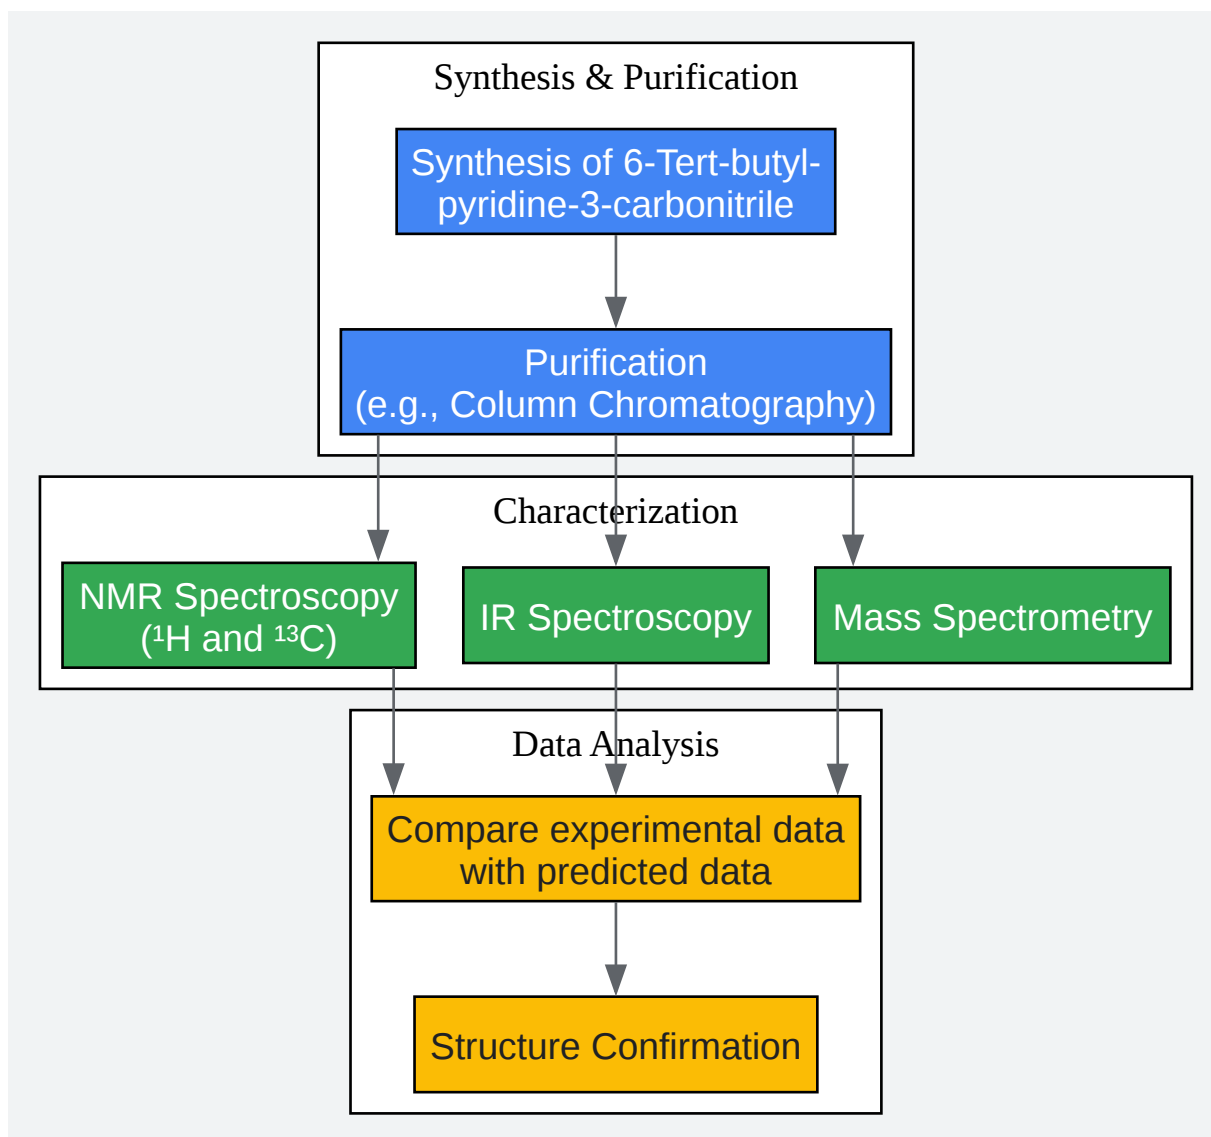 Synthesis & Purification
Synthesis of 6-Tert-butyl-
pyridine-3-carbonitrile
Purification
(e.g., Column Chromatography)
Characterization
NMR Spectroscopy
(¹H and ¹³C)
IR Spectroscopy
Mass Spectrometry
Data Analysis
Compare experimental data
with predicted data
Structure Confirmation